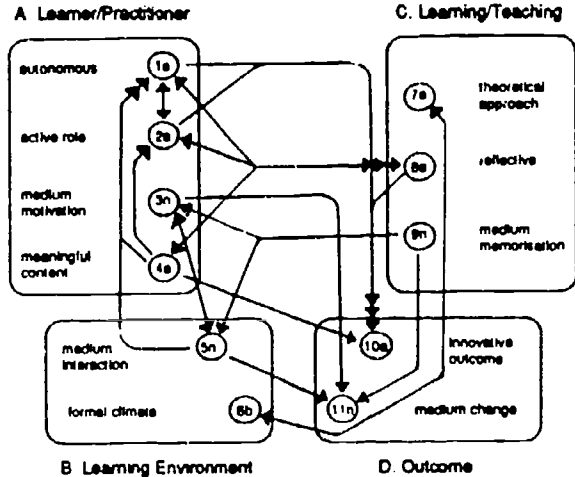 A. Learner/Practitioner
autonomous
1a
active role
2a
medium
motivation
3n
meaningful
content
4a
C. Learning/Teaching
7a
theoretical
approach
8a
reflective
9n
medium
memorisation
medium
interaction
5n
formal climate
6b
B Learning Environment
10a
innovative
outcome
11n
medium change
D. Outcome